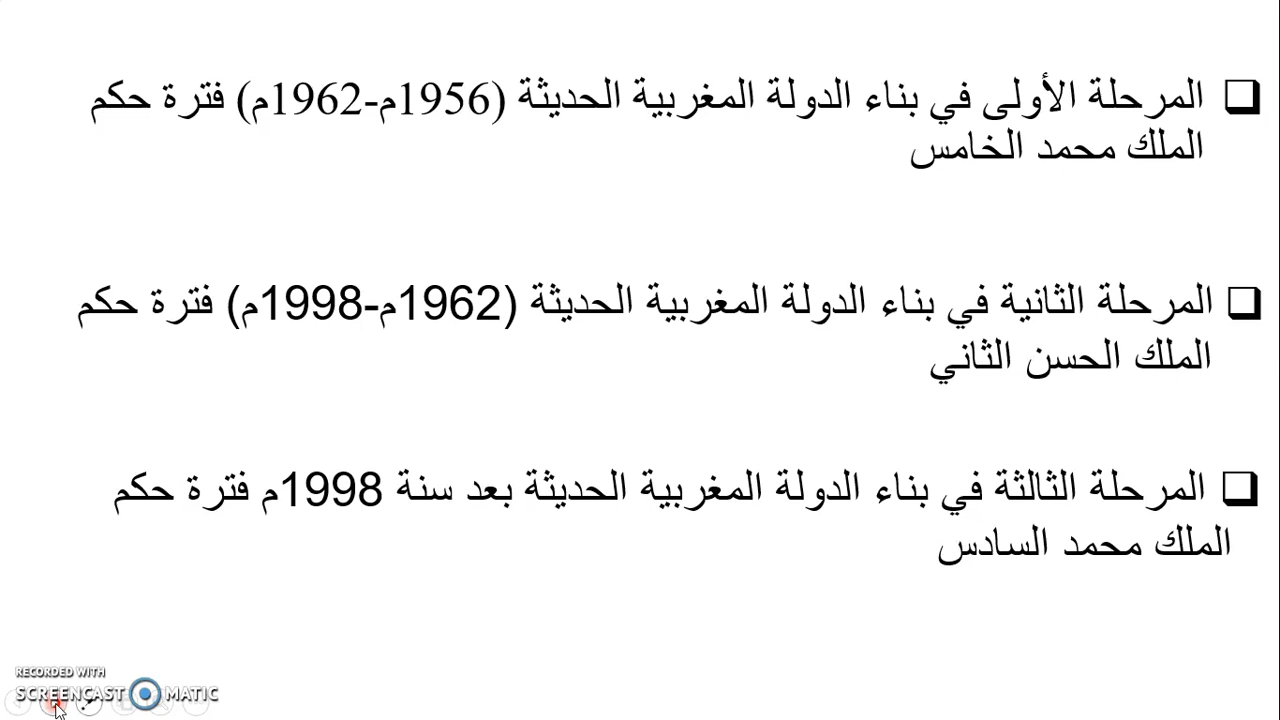 ❑ المرحلة الأولى في بناء الدولة المغربية الحديثة (1956م-1962م) فترة حكم
الملك محمد الخامس
❑ المرحلة الثانية في بناء الدولة المغربية الحديثة (1962م-1998م) فترة حكم
الملك الحسن الثاني
❑ المرحلة الثالثة في بناء الدولة المغربية الحديثة بعد سنة 1998م فترة حكم
الملك محمد السادس
RECORDED WITH
SCREENCAST MATIC